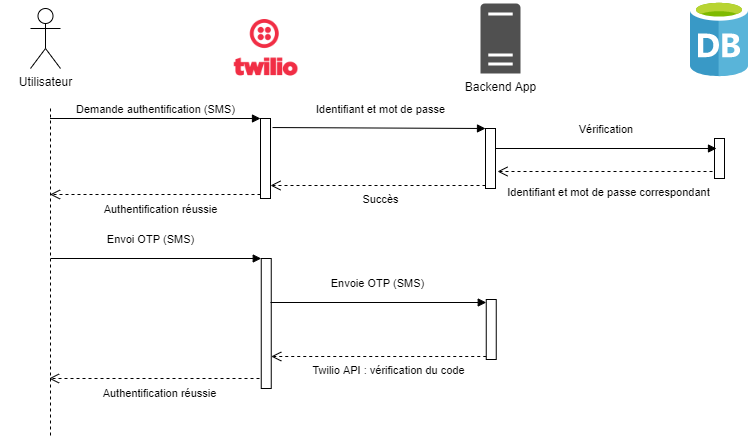 twilio
DB
Utilisateur
Backend App
Demande authentification (SMS)
Identifiant et mot de passe
Vérification
Identifiant et mot de passe correspondant
Succès
Authentification réussie
Envoi OTP (SMS)
Envoie OTP (SMS)
Twilio API : vérification du code
Authentification réussie